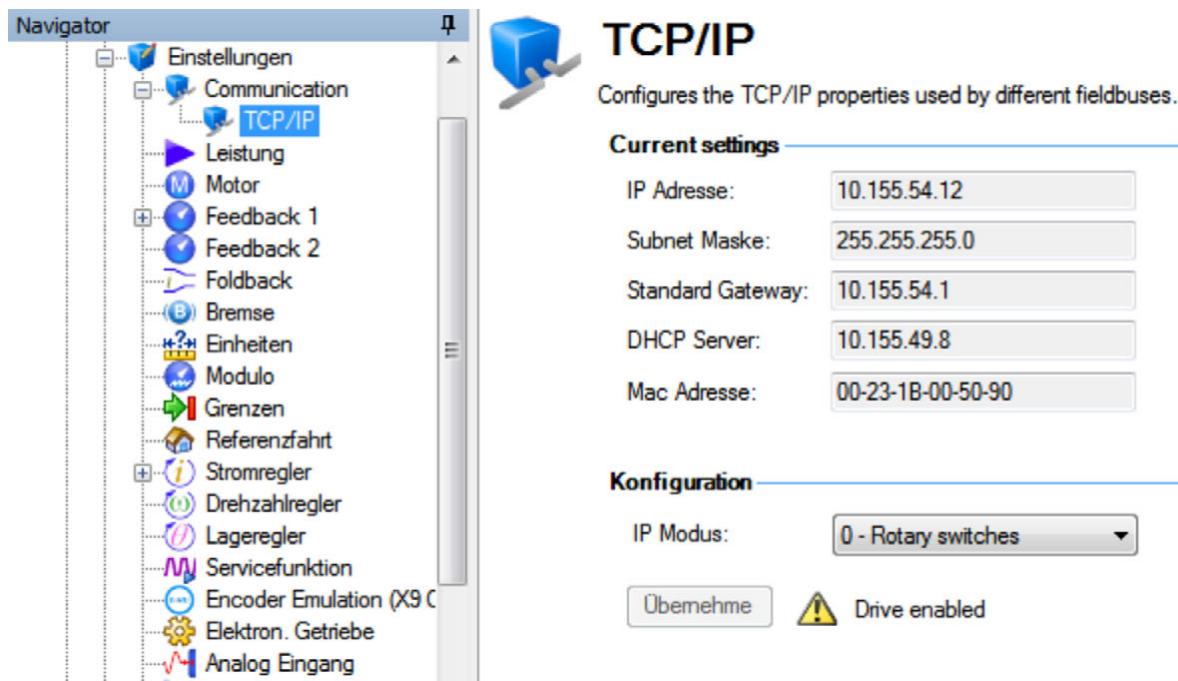 Navigator
Einstellungen
Communication
TCP/IP
Leistung
Motor
Feedback 1
Feedback 2
Foldback
Bremse
Einheiten
Modulo
Grenzen
Referenzfahrt
Stromregler
Drehzahlregler
Lageregler
Servicefunktion
Encoder Emulation (X9 C
Elektron. Getriebe
Analog Eingang
TCP/IP
Configures the TCP/IP properties used by different fieldbuses.
Current settings
IP Adresse: 10.155.54.12
Subnet Maske: 255.255.255.0
Standard Gateway: 10.155.54.1
DHCP Server: 10.155.49.8
Mac Adresse: 00-23-1B-00-50-90
Konfiguration
IP Modus: 0 - Rotary switches
Übernehme Drive enabled